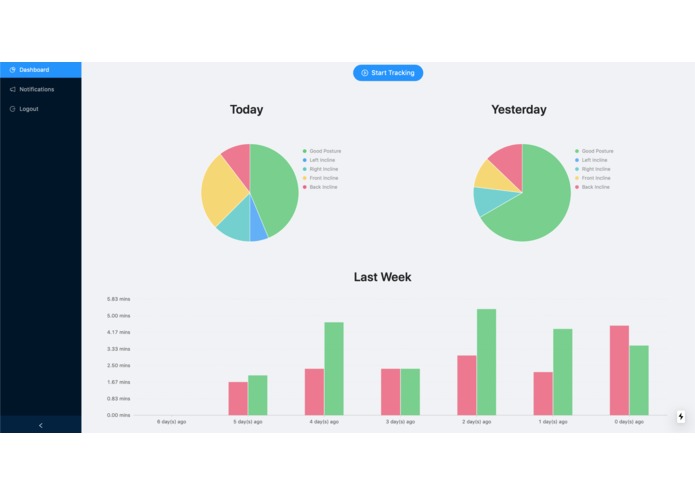 Dashboard
Notifications
Logout
Start Tracking
Today
Good Posture
Left Incline
Right Incline
Front Incline
Back Incline
Yesterday
Good Posture
Left Incline
Right Incline
Front Incline
Back Incline
Last Week
5.83 mins
5.00 mins
4.17 mins
3.33 mins
2.50 mins
1.67 mins
0.83 mins
0.00 mins
6 day(s) ago
5 day(s) ago
4 day(s) ago
3 day(s) ago
2 day(s) ago
1 day(s) ago
0 day(s) ago